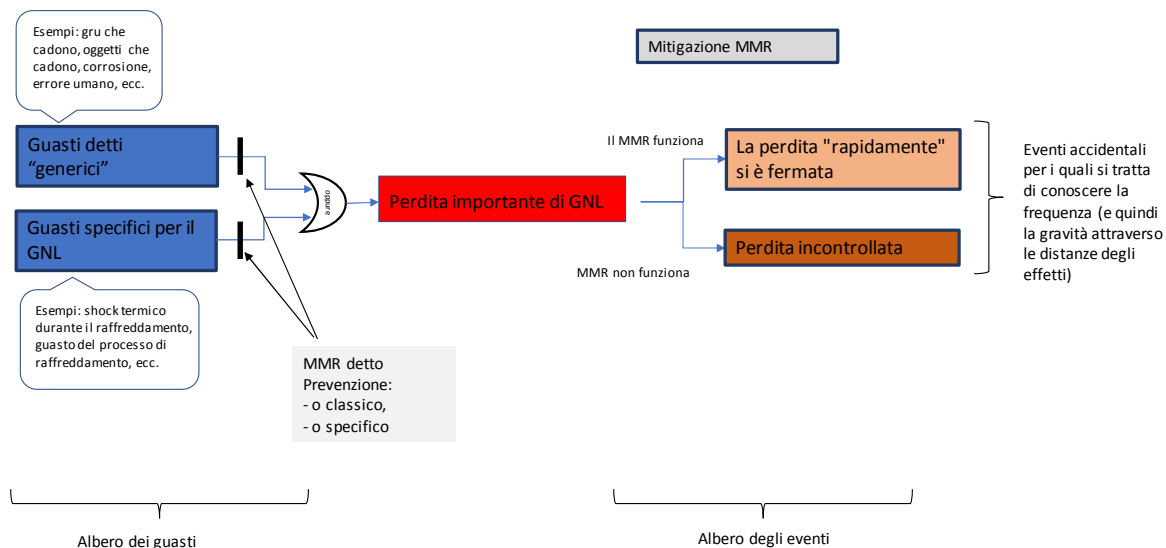 Esempi: gru che
cadono, oggetti che
cadono, corrosione,
errore umano, ecc.
Mitigazione MMR
Guasti detti
“generici”
Guasti specifici per il
GNL
Esempi: shock termico
durante il raffreddamento,
guasto del processo di
raffreddamento, ecc.
oppure
MMR detto
Prevenzione:
- o classico,
- o specifico
Perdita importante di GNL
Il MMR funziona
MMR non funziona
La perdita "rapidamente"
si è fermata
Perdita incontrollata
Eventi accidentali
per i quali si tratta
di conoscere la
frequenza (e quindi
la gravità attraverso
le distanze degli
effetti)
Albero dei guasti
Albero degli eventi